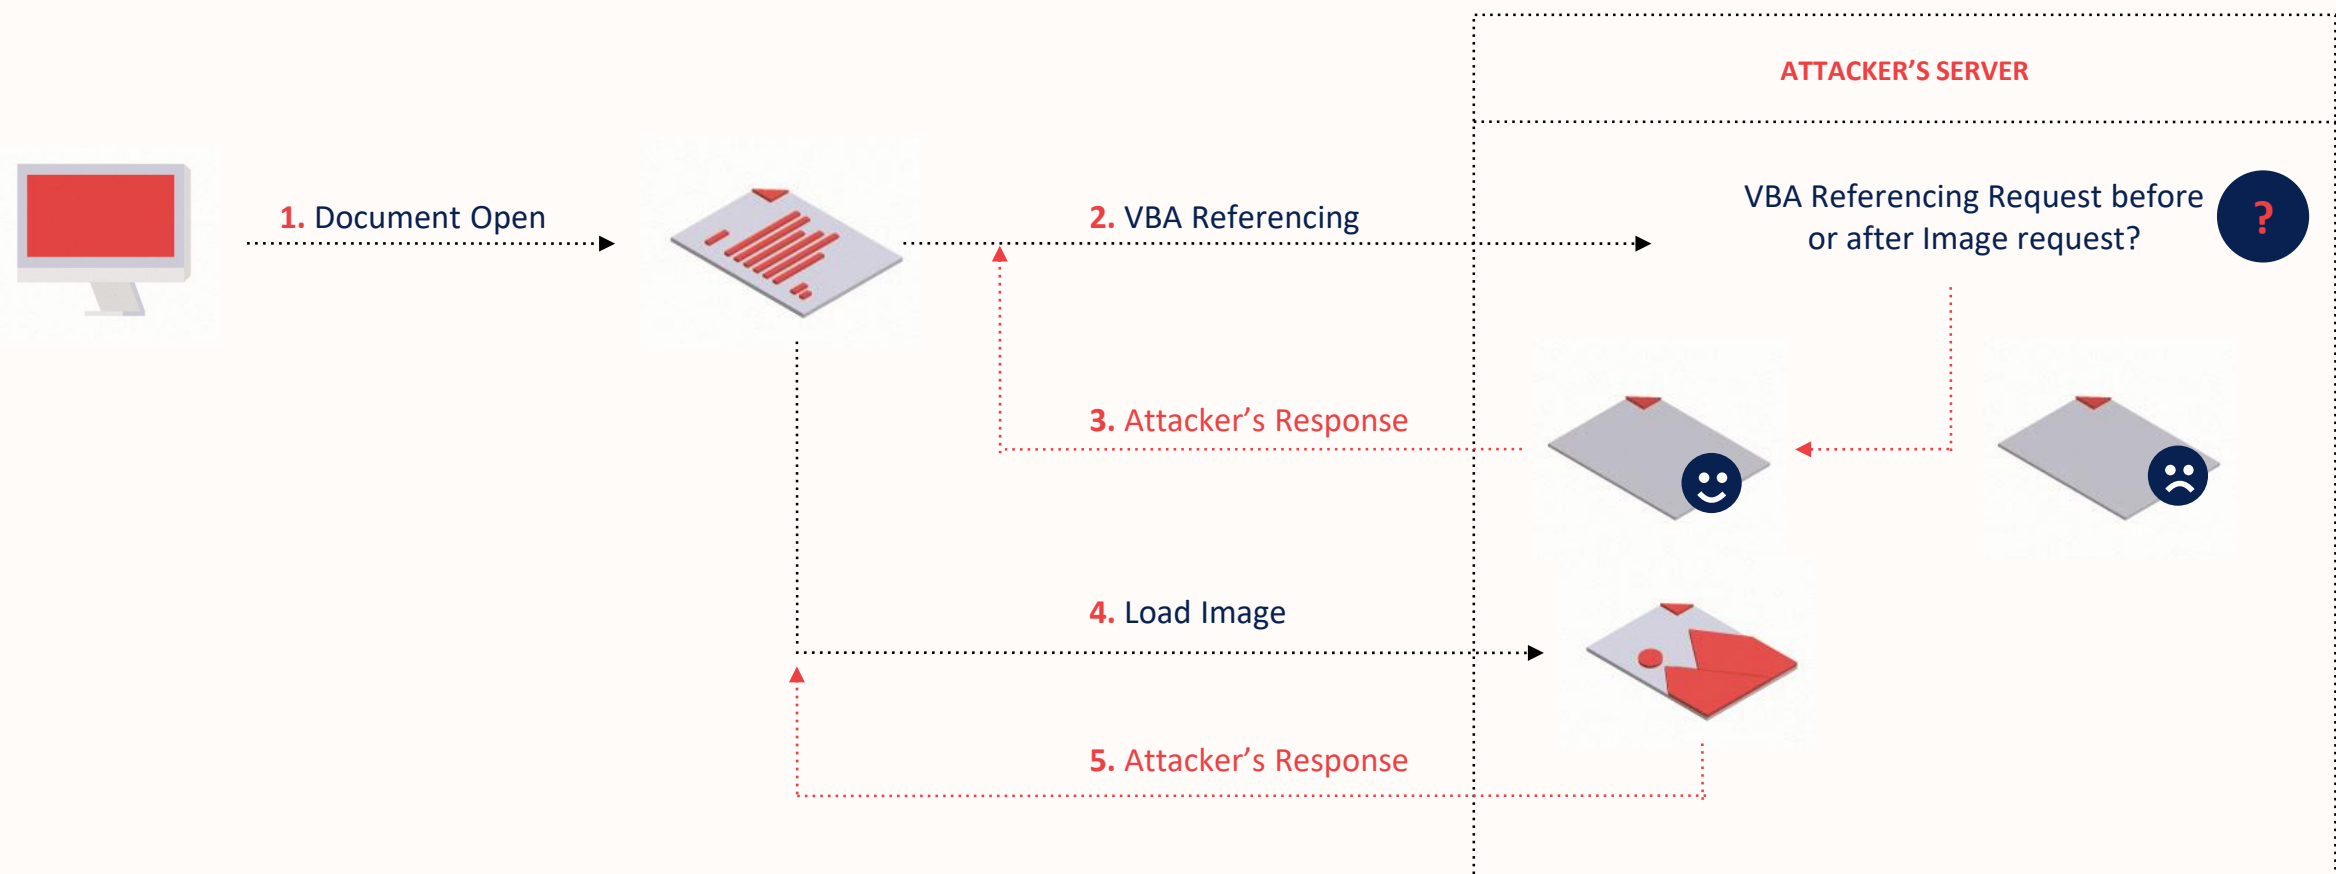 ATTACKER’S SERVER
1. Document Open
2. VBA Referencing
VBA Referencing Request before
or after Image request?
?
3. Attacker’s Response
4. Load Image
5. Attacker’s Response